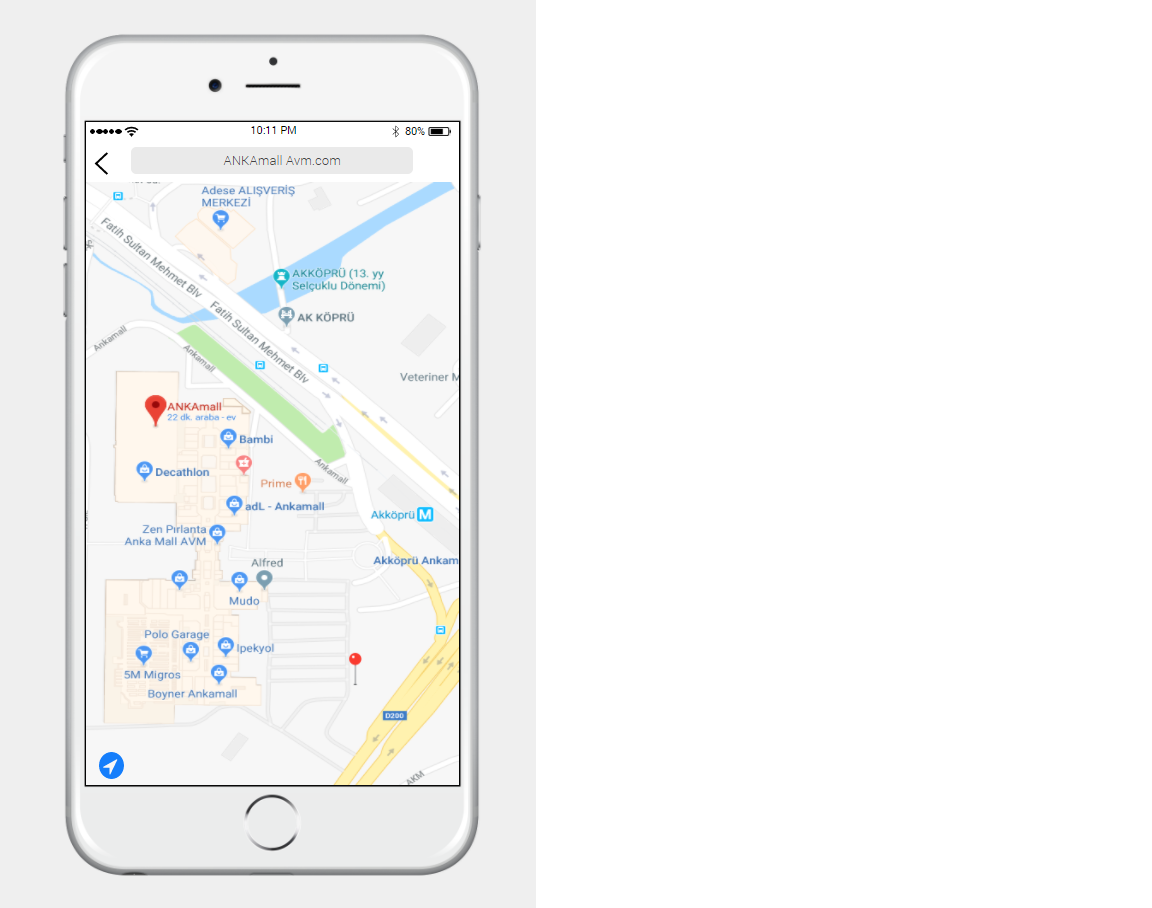 10:11 PM
80%
ANKAmall Avm.com
Adese ALIŞVERİŞ
MERKEZİ
Fatih Sultan Mehmet Blv
AKKÖPRÜ (13. yy
Selçuklu Dönemi)
AK KÖPRÜ
Fatih Sultan Mehmet Blv
Ankamall
Ankamall
Veteriner M
ANKAmall
22 dk. araba - ev
Bambi
Decathlon
Ankamall
Prime
adL - Ankamall
Akköprü M
Zen Pırlanta
Anka Mall AVM
Alfred
Akköprü Ankam
Mudo
Polo Garage
Ipekyol
5M Migros
Boyner Ankamall
D200
AKM